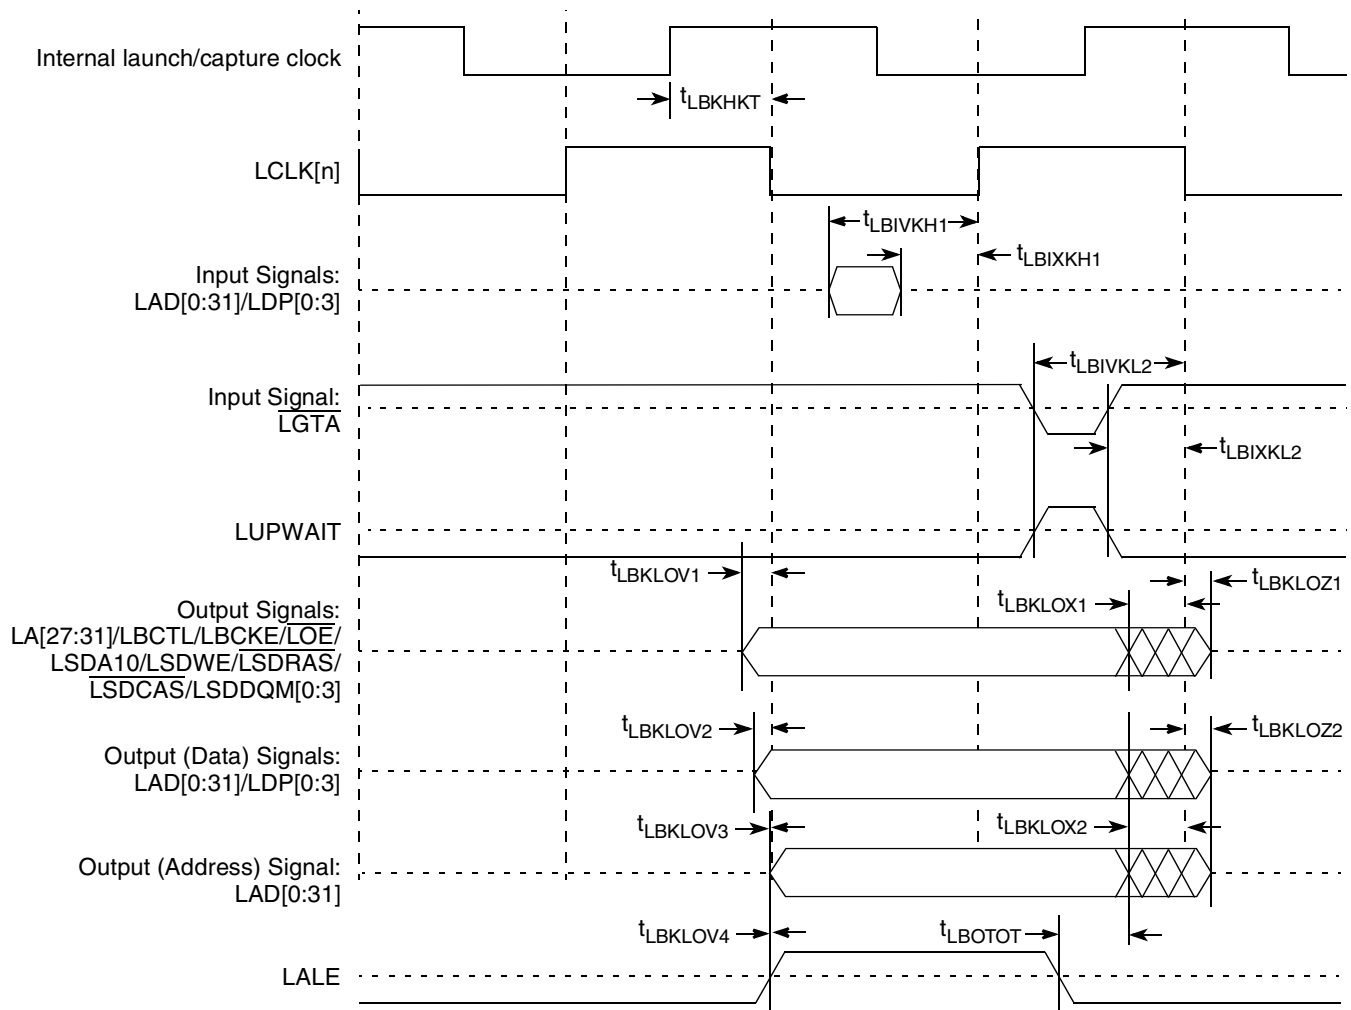 Internal launch/capture clock
tLBKHKT
LCLK[n]
tLBIVKH1
tLBIXKH1
Input Signals:
LAD[0:31]/LDP[0:3]
tLBIVKL2
Input Signal:
LGTA
tLBIXKL2
LUPWAIT
tLBKLOV1
tLBKLOZ1
tLBKLOX1
Output Signals:
LA[27:31]/LBCTL/LBCKE/LOE/
LSDA10/LSDWE/LSDRAS/
LSDCAS/LSDDQM[0:3]
tLBKLOV2
tLBKLOZ2
Output (Data) Signals:
LAD[0:31]/LDP[0:3]
tLBKLOV3
tLBKLOX2
Output (Address) Signal:
LAD[0:31]
tLBKLOV4
tLBOTOT
LALE